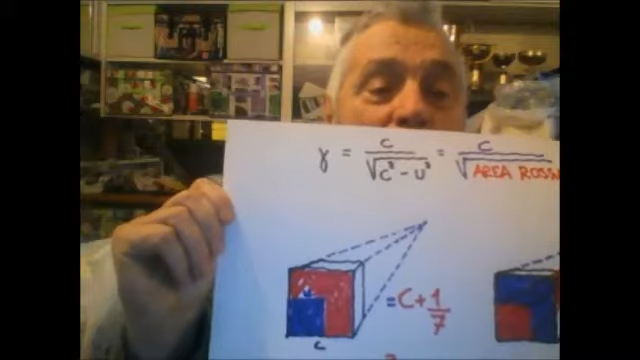 γ = c / √c² - u² = c / √AREA ROSSA
u
= C + 1/7
c